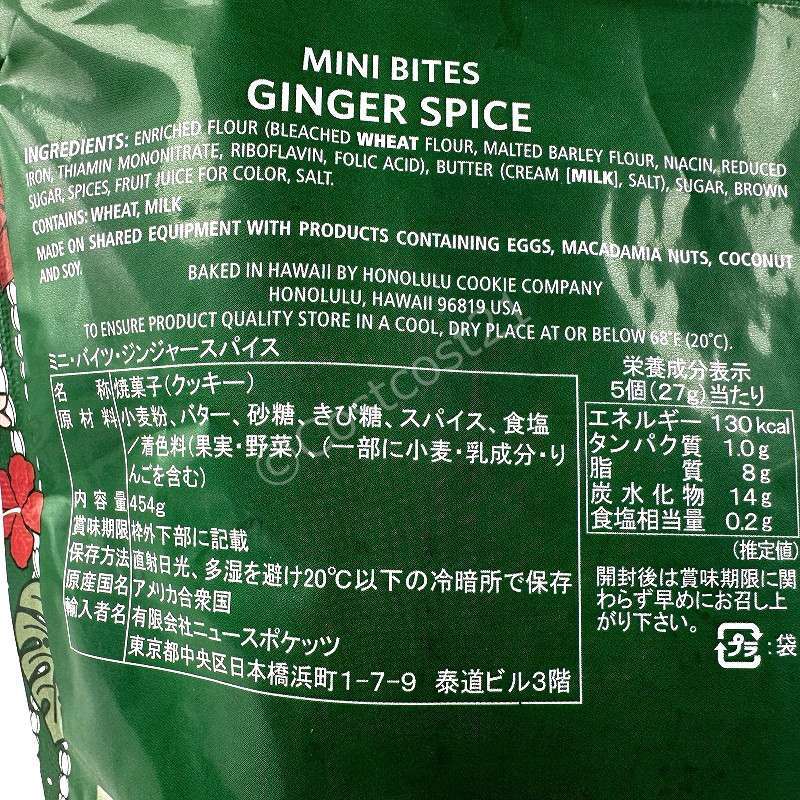 MINI BITES
GINGER SPICE
INGREDIENTS: ENRICHED FLOUR (BLEACHED WHEAT FLOUR, MALTED BARLEY FLOUR, NIACIN, REDUCED
IRON, THIAMIN MONONITRATE, RIBOFLAVIN, FOLIC ACID), BUTTER (CREAM [MILK], SALT), SUGAR, BROWN
SUGAR, SPICES, FRUIT JUICE FOR COLOR, SALT.
CONTAINS: WHEAT, MILK
MADE ON SHARED EQUIPMENT WITH PRODUCTS CONTAINING EGGS, MACADAMIA NUTS, COCONUT
AND SOY.
BAKED IN HAWAII BY HONOLULU COOKIE COMPANY
HONOLULU, HAWAII 96819 USA
TO ENSURE PRODUCT QUALITY STORE IN A COOL, DRY PLACE AT OR BELOW 68°F (20°C).
ミニ・バイツ・ジンジャースパイス
名称 焼菓子(クッキー)
原材料 小麦粉、バター、砂糖、きび糖、スパイス、食塩
/着色料(果実・野菜)、(一部に小麦・乳成分・り
んごを含む)
内容量 454g
賞味期限 枠外下部に記載
保存方法 直射日光、多湿を避け20℃以下の冷暗所で保存
原産国名 アメリカ合衆国
輸入者名 有限会社ニュースポケッツ
東京都中央区日本橋浜町1-7-9 泰道ビル3階
栄養成分表示
5個(27g)当たり
エネルギー 130kcal
タンパク質 1.0g
脂質 8g
炭水化物 14g
食塩相当量 0.2g
(推定値)
開封後は賞味期限に関
わらず早めにお召し上
がり下さい。
プラ :袋
©Costcost24